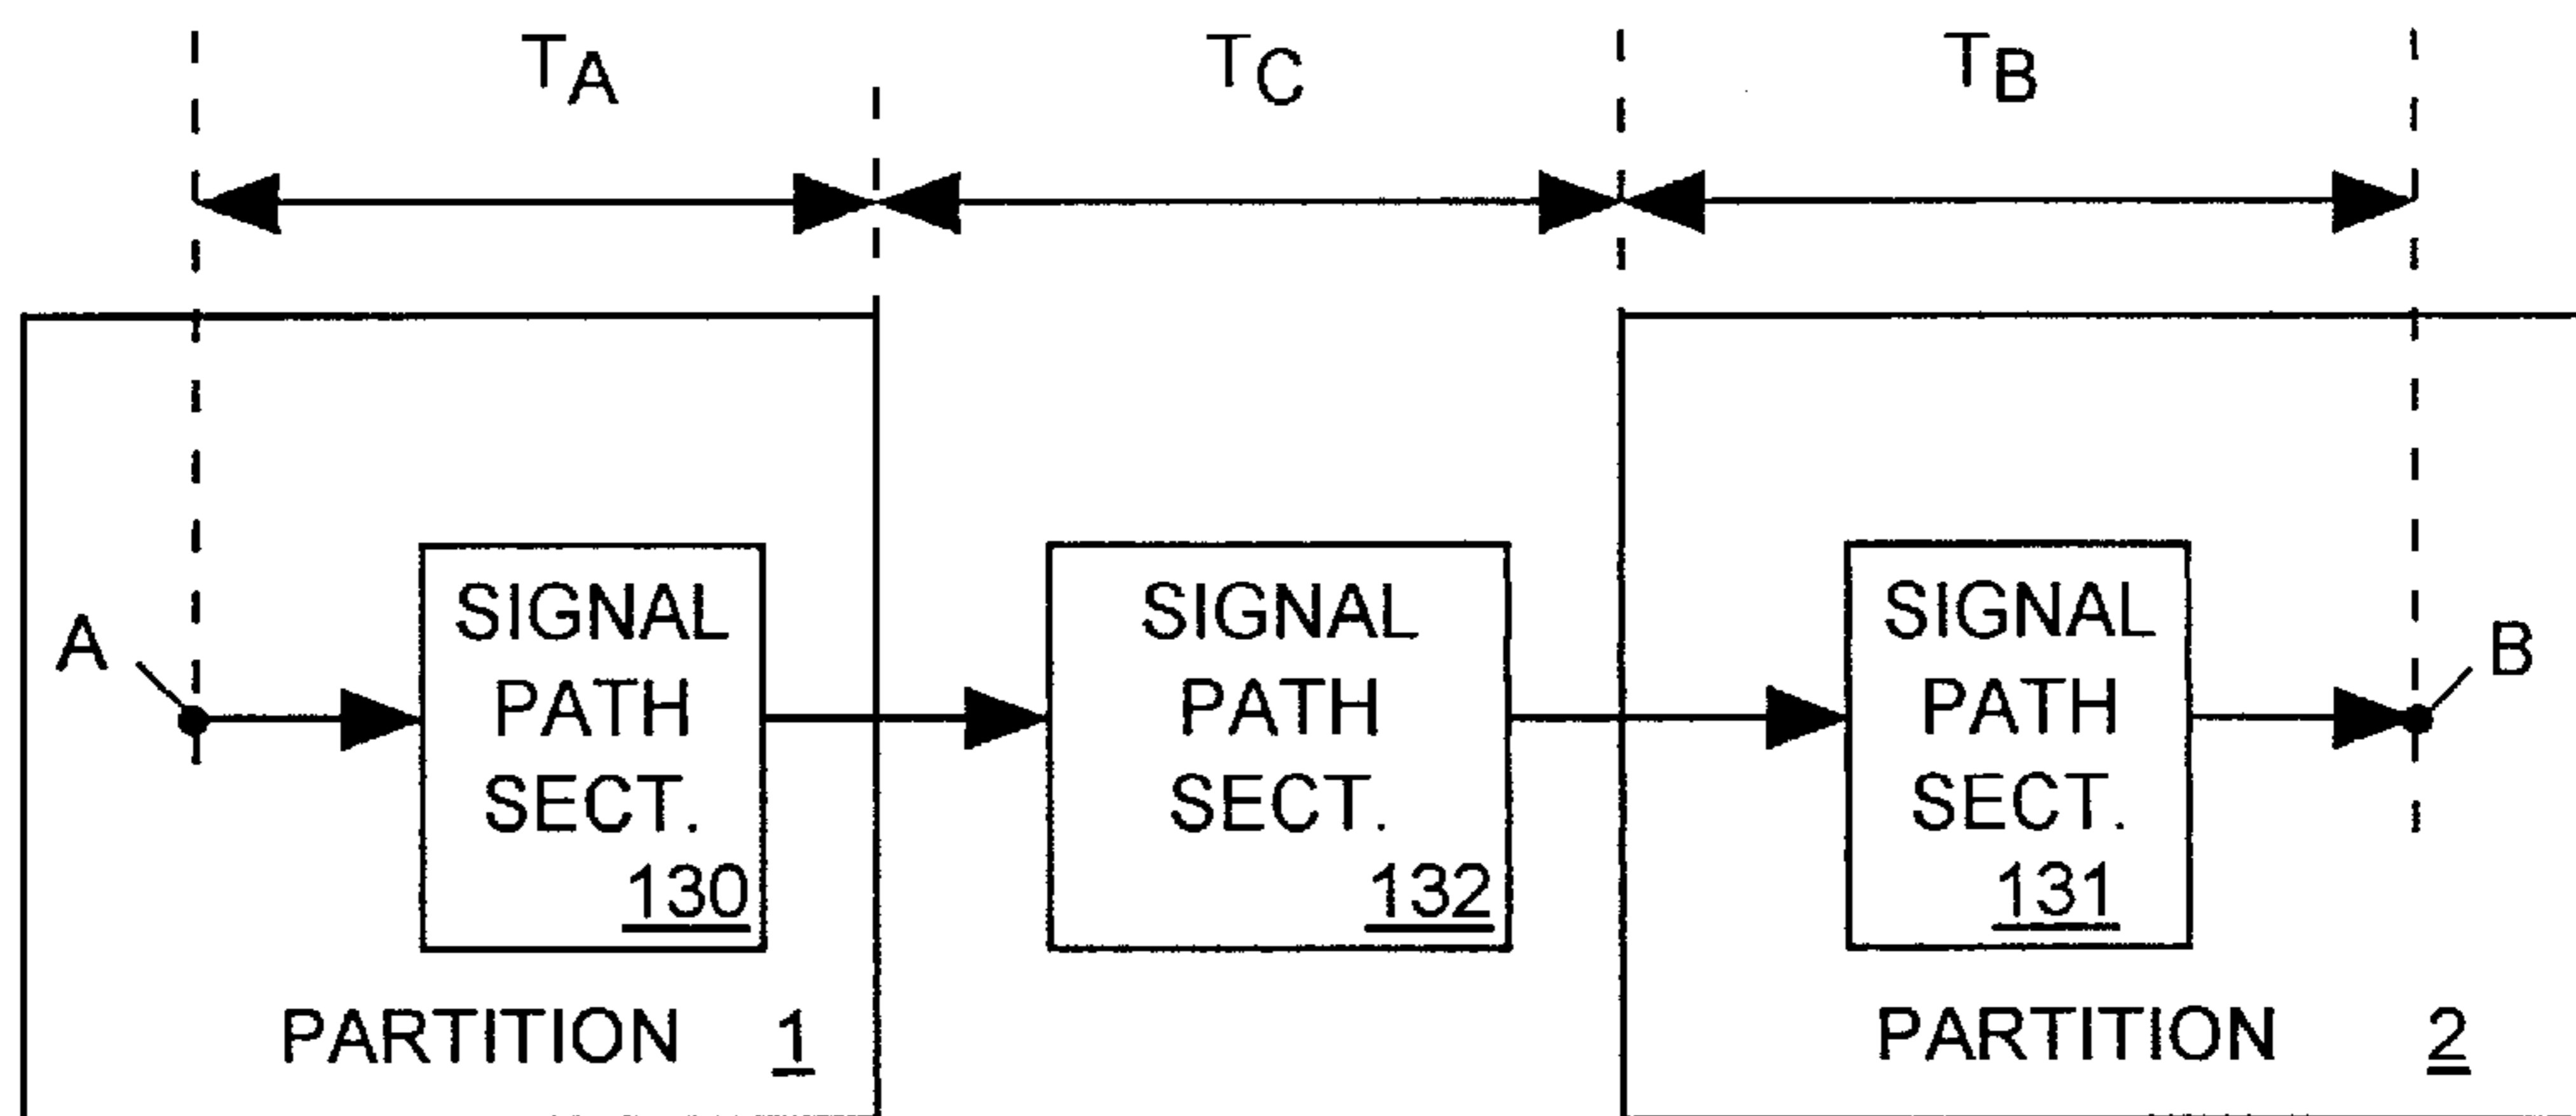 TA
TC
TB
A
SIGNAL
PATH
SECT.
130
SIGNAL
PATH
SECT.
132
SIGNAL
PATH
SECT.
131
B
PARTITION 1
PARTITION 2